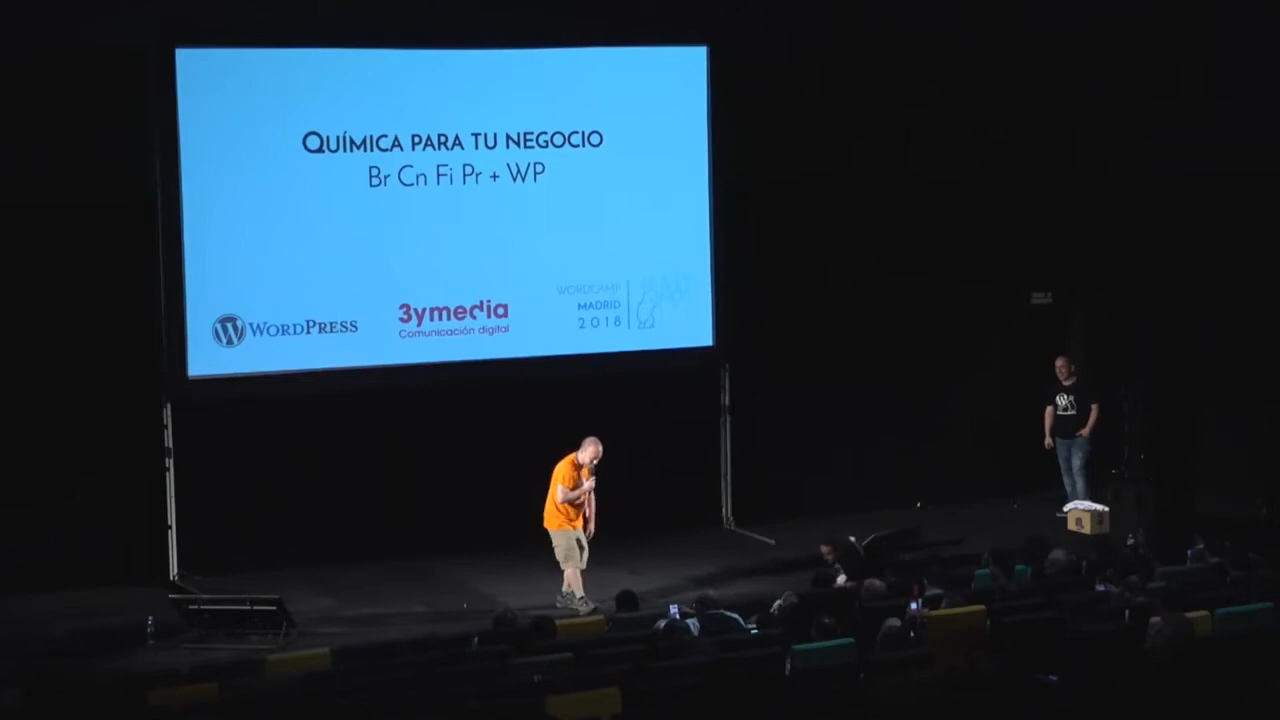 QUÍMICA PARA TU NEGOCIO
Br Cn Fi Pr + WP
WORDPRESS
3ymedia
Comunicación digital
WORDCAMP
MADRID
2018